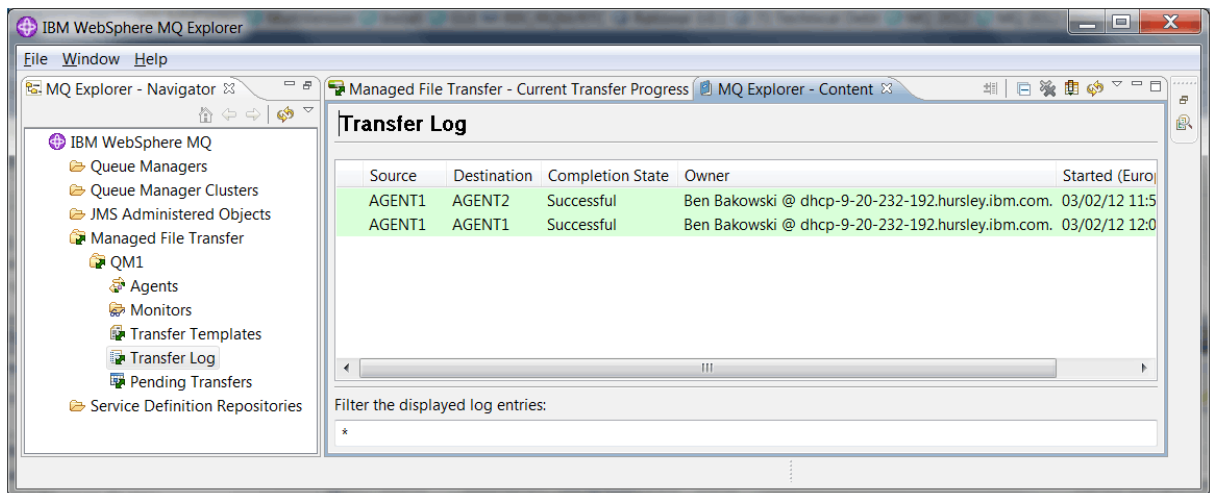 IBM WebSphere MQ Explorer
File Window Help
MQ Explorer - Navigator
Managed File Transfer - Current Transfer Progress
MQ Explorer - Content
IBM WebSphere MQ
Queue Managers
Queue Manager Clusters
JMS Administered Objects
Managed File Transfer
QM1
Agents
Monitors
Transfer Templates
Transfer Log
Pending Transfers
Service Definition Repositories
Transfer Log
Source Destination Completion State Owner Started (Euro
AGENT1 AGENT2 Successful Ben Bakowski @ dhcp-9-20-232-192.hursley.ibm.com. 03/02/12 11:5
AGENT1 AGENT1 Successful Ben Bakowski @ dhcp-9-20-232-192.hursley.ibm.com. 03/02/12 12:0
Filter the displayed log entries:
*